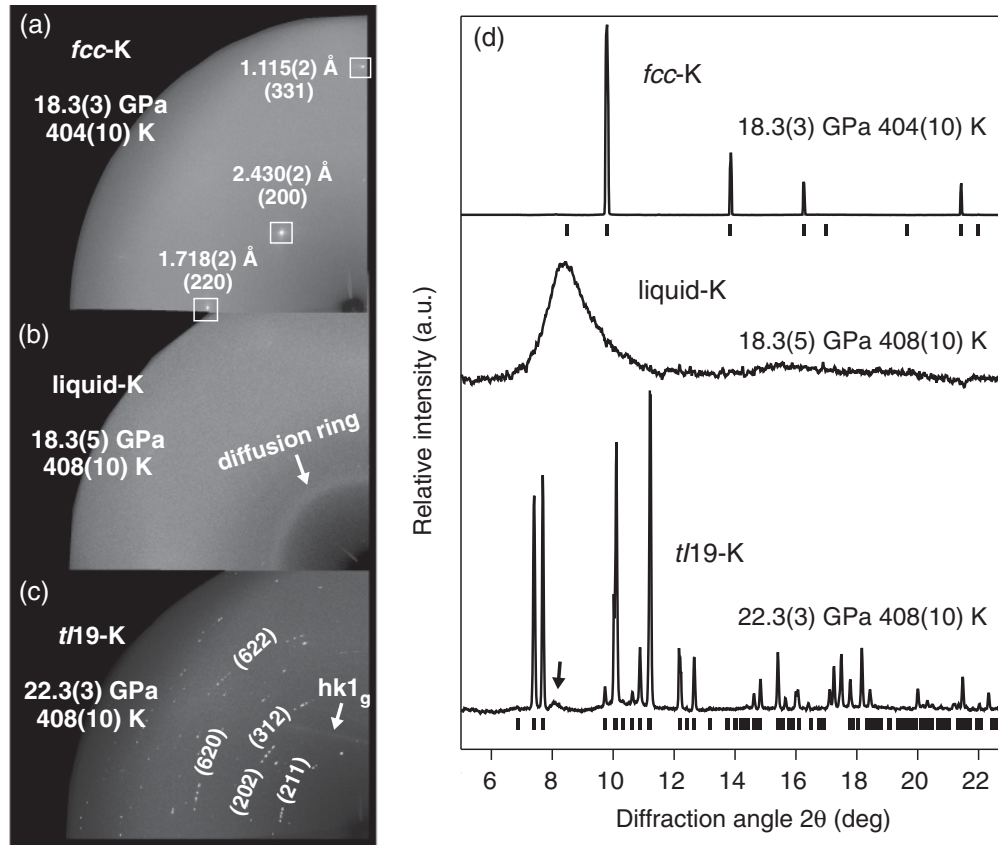 (a)
fcc-K
18.3(3) GPa
404(10) K
1.115(2) Å
(331)
2.430(2) Å
(200)
1.718(2) Å
(220)
(b)
liquid-K
18.3(5) GPa
408(10) K
diffusion ring
(c)
tI19-K
22.3(3) GPa
408(10) K
(622)
hk1g
(312)
(620)
(202)
(211)
(d)
fcc-K
18.3(3) GPa 404(10) K
liquid-K
18.3(5) GPa 408(10) K
tI19-K
22.3(3) GPa 408(10) K
Relative intensity (a.u.)
6 8 10 12 14 16 18 20 22
Diffraction angle 2θ (deg)